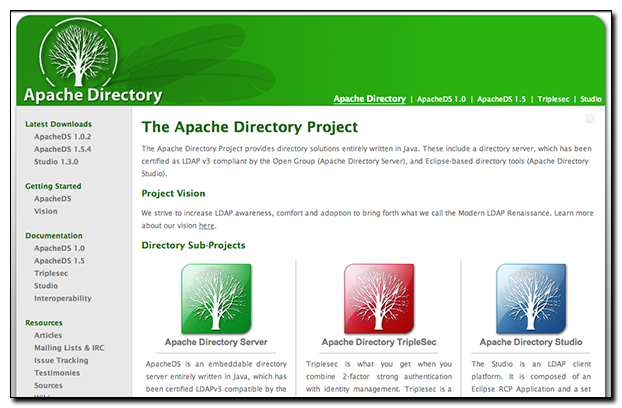 Apache Directory
Apache Directory | ApacheDS 1.0 | ApacheDS 1.5 | Triplesec | Studio
Latest Downloads
ApacheDS 1.0.2
ApacheDS 1.5.4
Studio 1.3.0
Getting Started
ApacheDS
Vision
Documentation
ApacheDS 1.0
ApacheDS 1.5
Triplesec
Studio
Interoperability
Resources
Articles
Mailing Lists & IRC
Issue Tracking
Testimonies
Sources
The Apache Directory Project
The Apache Directory Project provides directory solutions entirely written in Java. These include a directory server, which has been
certified as LDAP v3 compliant by the Open Group (Apache Directory Server), and Eclipse-based directory tools (Apache Directory
Studio).
Project Vision
We strive to increase LDAP awareness, comfort and adoption to bring forth what we call the Modern LDAP Renaissance. Learn more
about our vision here.
Directory Sub-Projects
Apache Directory Server
ApacheDS is an embeddable directory
server entirely written in Java, which has
been certified LDAPv3 compatible by the
Apache Directory TripleSec
Triplesec is what you get when you
combine 2-factor strong authentication
with identity management. Triplesec is a
Apache Directory Studio
The Studio is an LDAP client
platform. It is composed of an
Eclipse RCP Application and a set